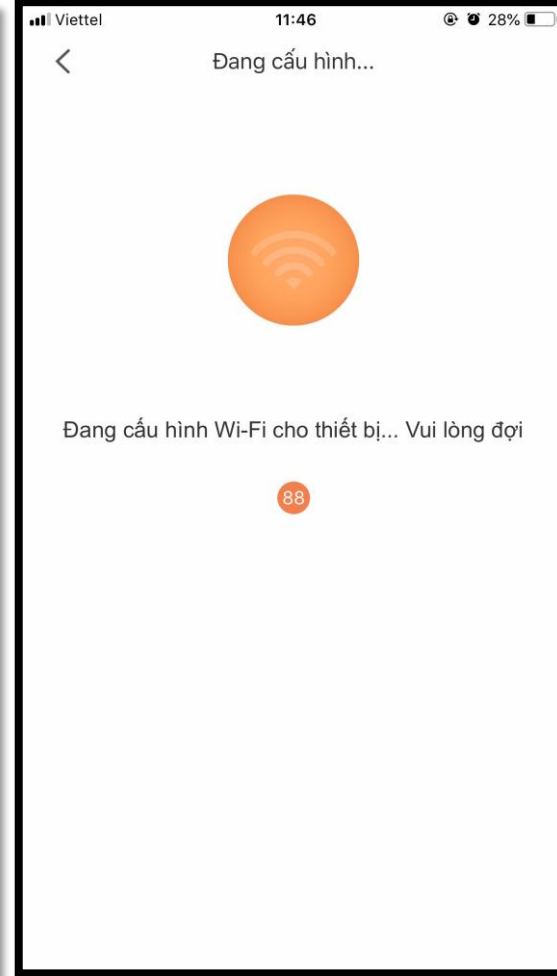 Viettel 11:46 28%
Đang cấu hình...
Đang cấu hình Wi-Fi cho thiết bị... Vui lòng đợi
88